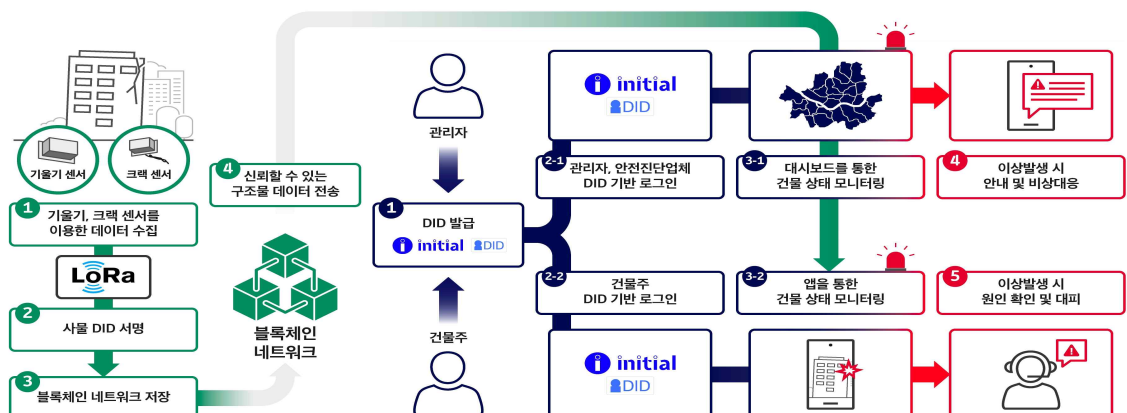 기울기 센서
크랙 센서
1
기울기, 크랙 센서를
이용한 데이터 수집
LoRa
2
사물 DID 서명
3
블록체인 네트워크 저장
4
신뢰할 수 있는
구조물 데이터 전송
블록체인
네트워크
관리자
1
DID 발급
initial DID
건물주
initial
DID
2-1
관리자, 안전진단업체
DID 기반 로그인
2-2
건물주
DID 기반 로그인
initial
DID
3-1
대시보드를 통한
건물 상태 모니터링
3-2
앱을 통한
건물 상태 모니터링
4
이상발생 시
안내 및 비상대응
5
이상발생 시
원인 확인 및 대피